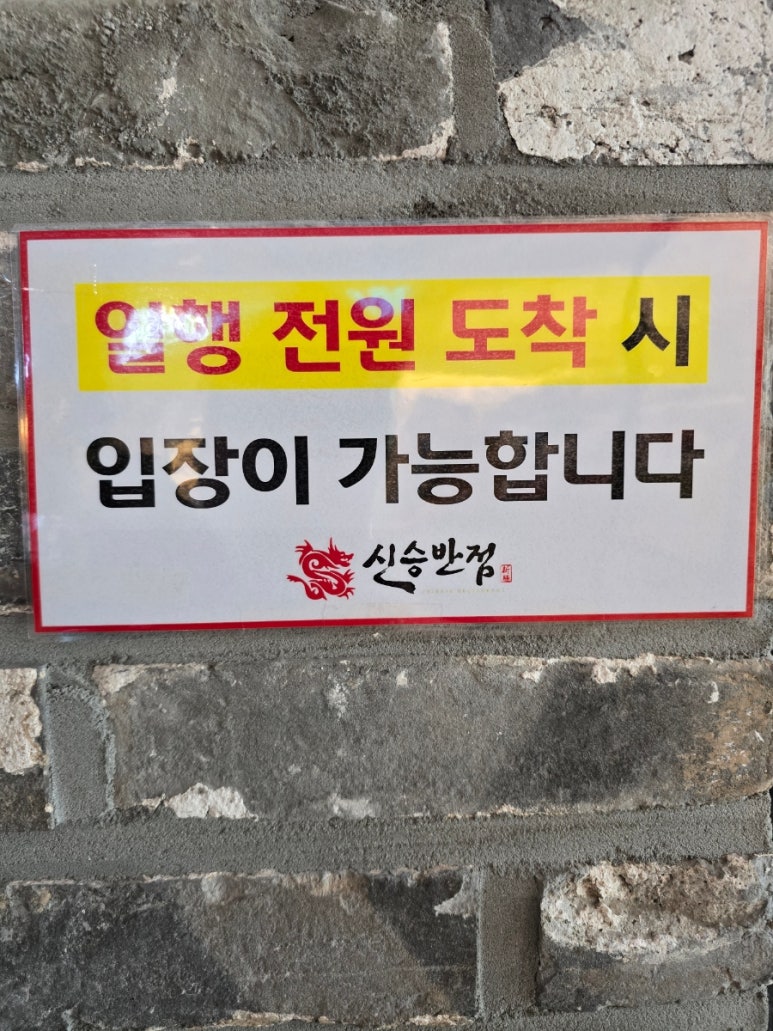 일행 전원 도착 시
입장이 가능합니다
신승반점